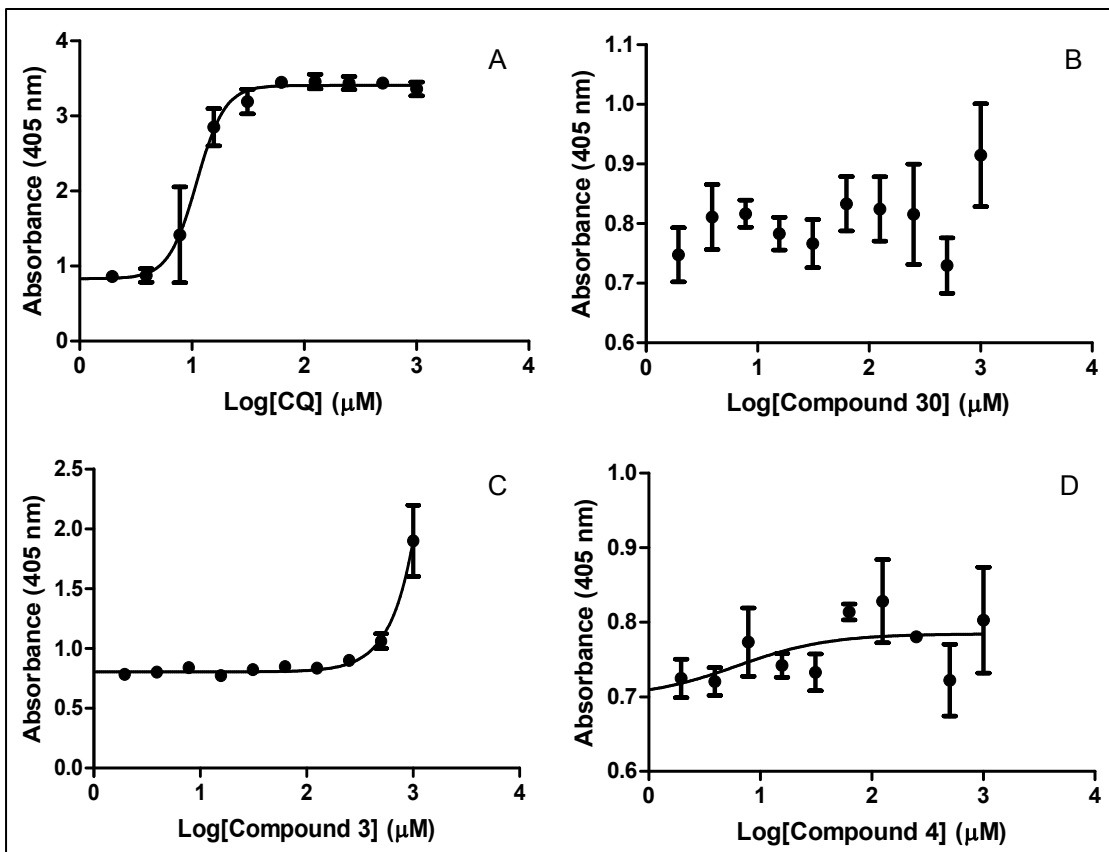 A
Absorbance (405 nm)
4
3
2
1
0
0 1 2 3 4
Log[CQ] (μM)
B
Absorbance (405 nm)
1.1
1.0
0.9
0.8
0.7
0.6
0 1 2 3 4
Log[Compound 30] (μM)
C
Absorbance (405 nm)
2.5
2.0
1.5
1.0
0.5
0.0
0 1 2 3 4
Log[Compound 3] (μM)
D
Absorbance (405 nm)
1.0
0.9
0.8
0.7
0.6
0 1 2 3 4
Log[Compound 4] (μM)